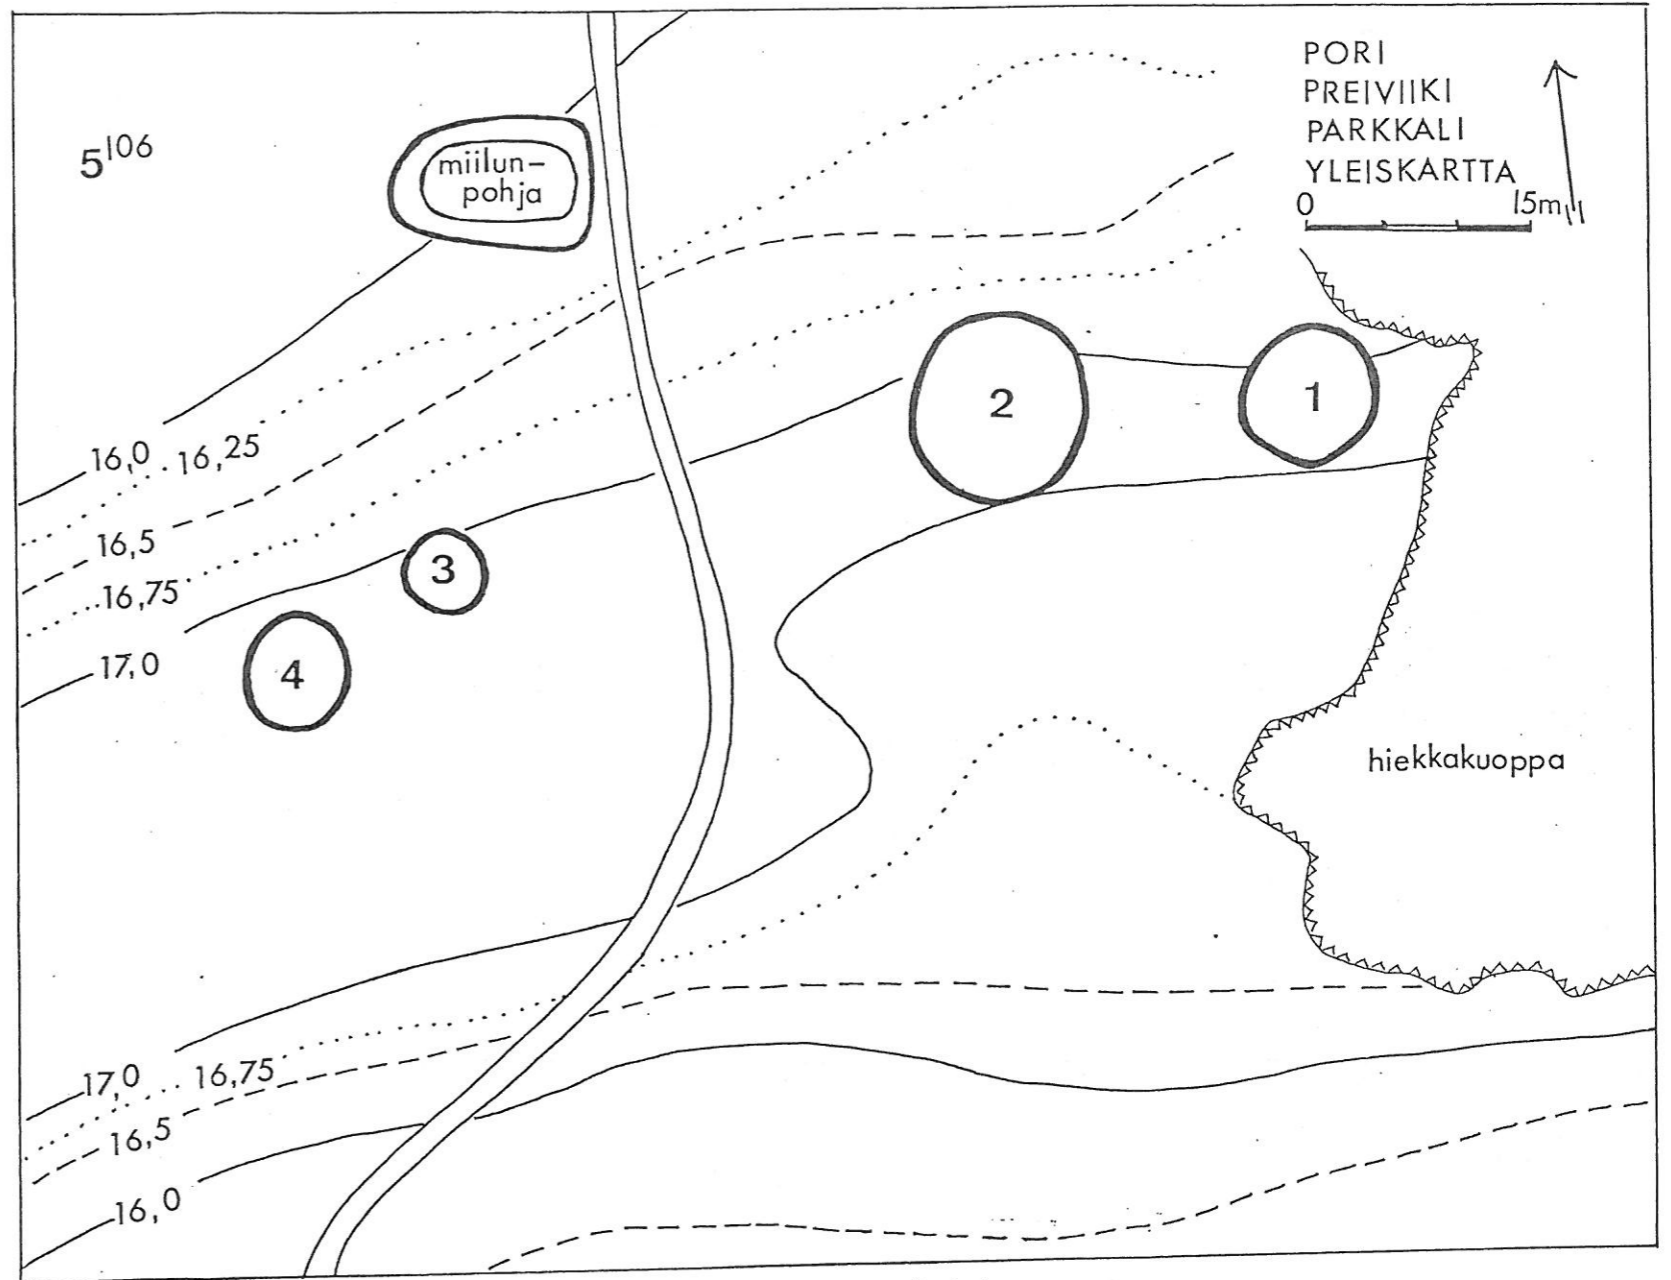 PORI
PREIVIIKI
PARKKALI
YLEISKARTTA
0 15m
5106
miilun-
pohja
2
1
16,0
16,25
16,5
3
16,75
17,0
4
hiekkakuoppa
17,0
16,75
16,5
16,0